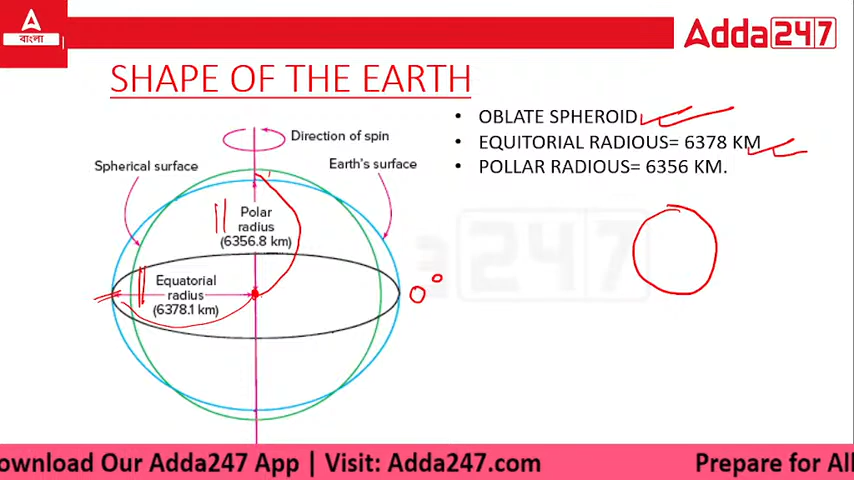 বাংলা
Adda247
SHAPE OF THE EARTH
• OBLATE SPHEROID
• EQUITORIAL RADIOUS= 6378 KM
• POLLAR RADIOUS= 6356 KM.
Direction of spin
Spherical surface
Earth's surface
Polar
radius
(6356.8 km)
Equatorial
radius
(6378.1 km)
0°
a 247
ownload Our Adda247 App | Visit: Adda247.com
Prepare for All